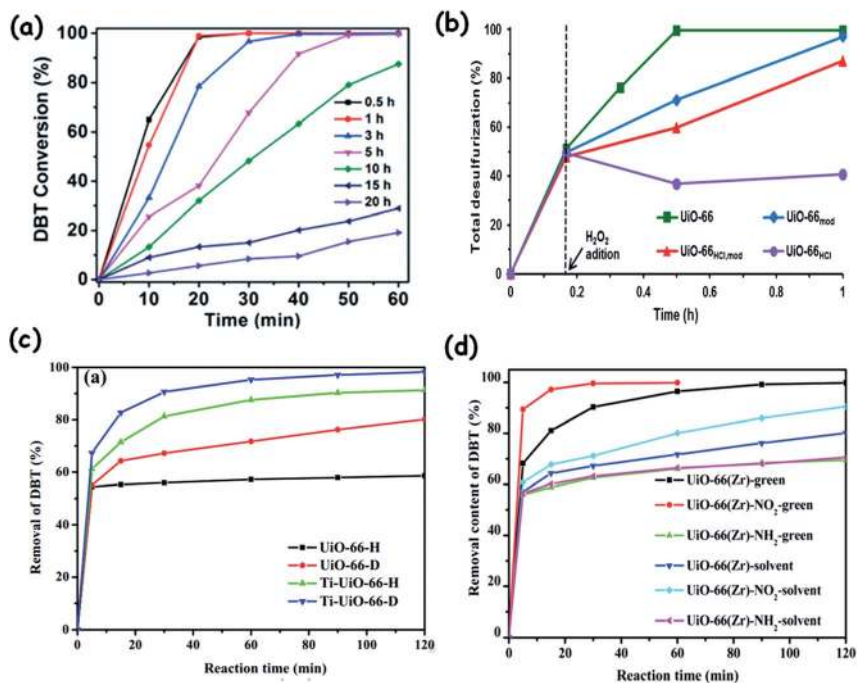 (a)
DBT Conversion (%)
100
80
60
40
20
0
0.5 h
1 h
3 h
5 h
10 h
15 h
20 h
0 10 20 30 40 50 60
Time (min)
(b)
Total desulfurization (%)
100
80
60
40
20
0
UiO-66
UiO-66mod
UiO-66HCl,mod
UiO-66HCl
H₂O₂
adition
0 0.2 0.4 0.6 0.8 1
Time (h)
(c)
(a)
Removal of DBT (%)
100
80
60
40
20
0
UiO-66-H
UiO-66-D
Ti-UiO-66-H
Ti-UiO-66-D
0 20 40 60 80 100 120
Reaction time (min)
(d)
Removal content of DBT (%)
100
80
60
40
20
0
UiO-66(Zr)-green
UiO-66(Zr)-NO₂-green
UiO-66(Zr)-NH₂-green
UiO-66(Zr)-solvent
UiO-66(Zr)-NO₂-solvent
UiO-66(Zr)-NH₂-solvent
0 20 40 60 80 100 120
Reaction time (min)